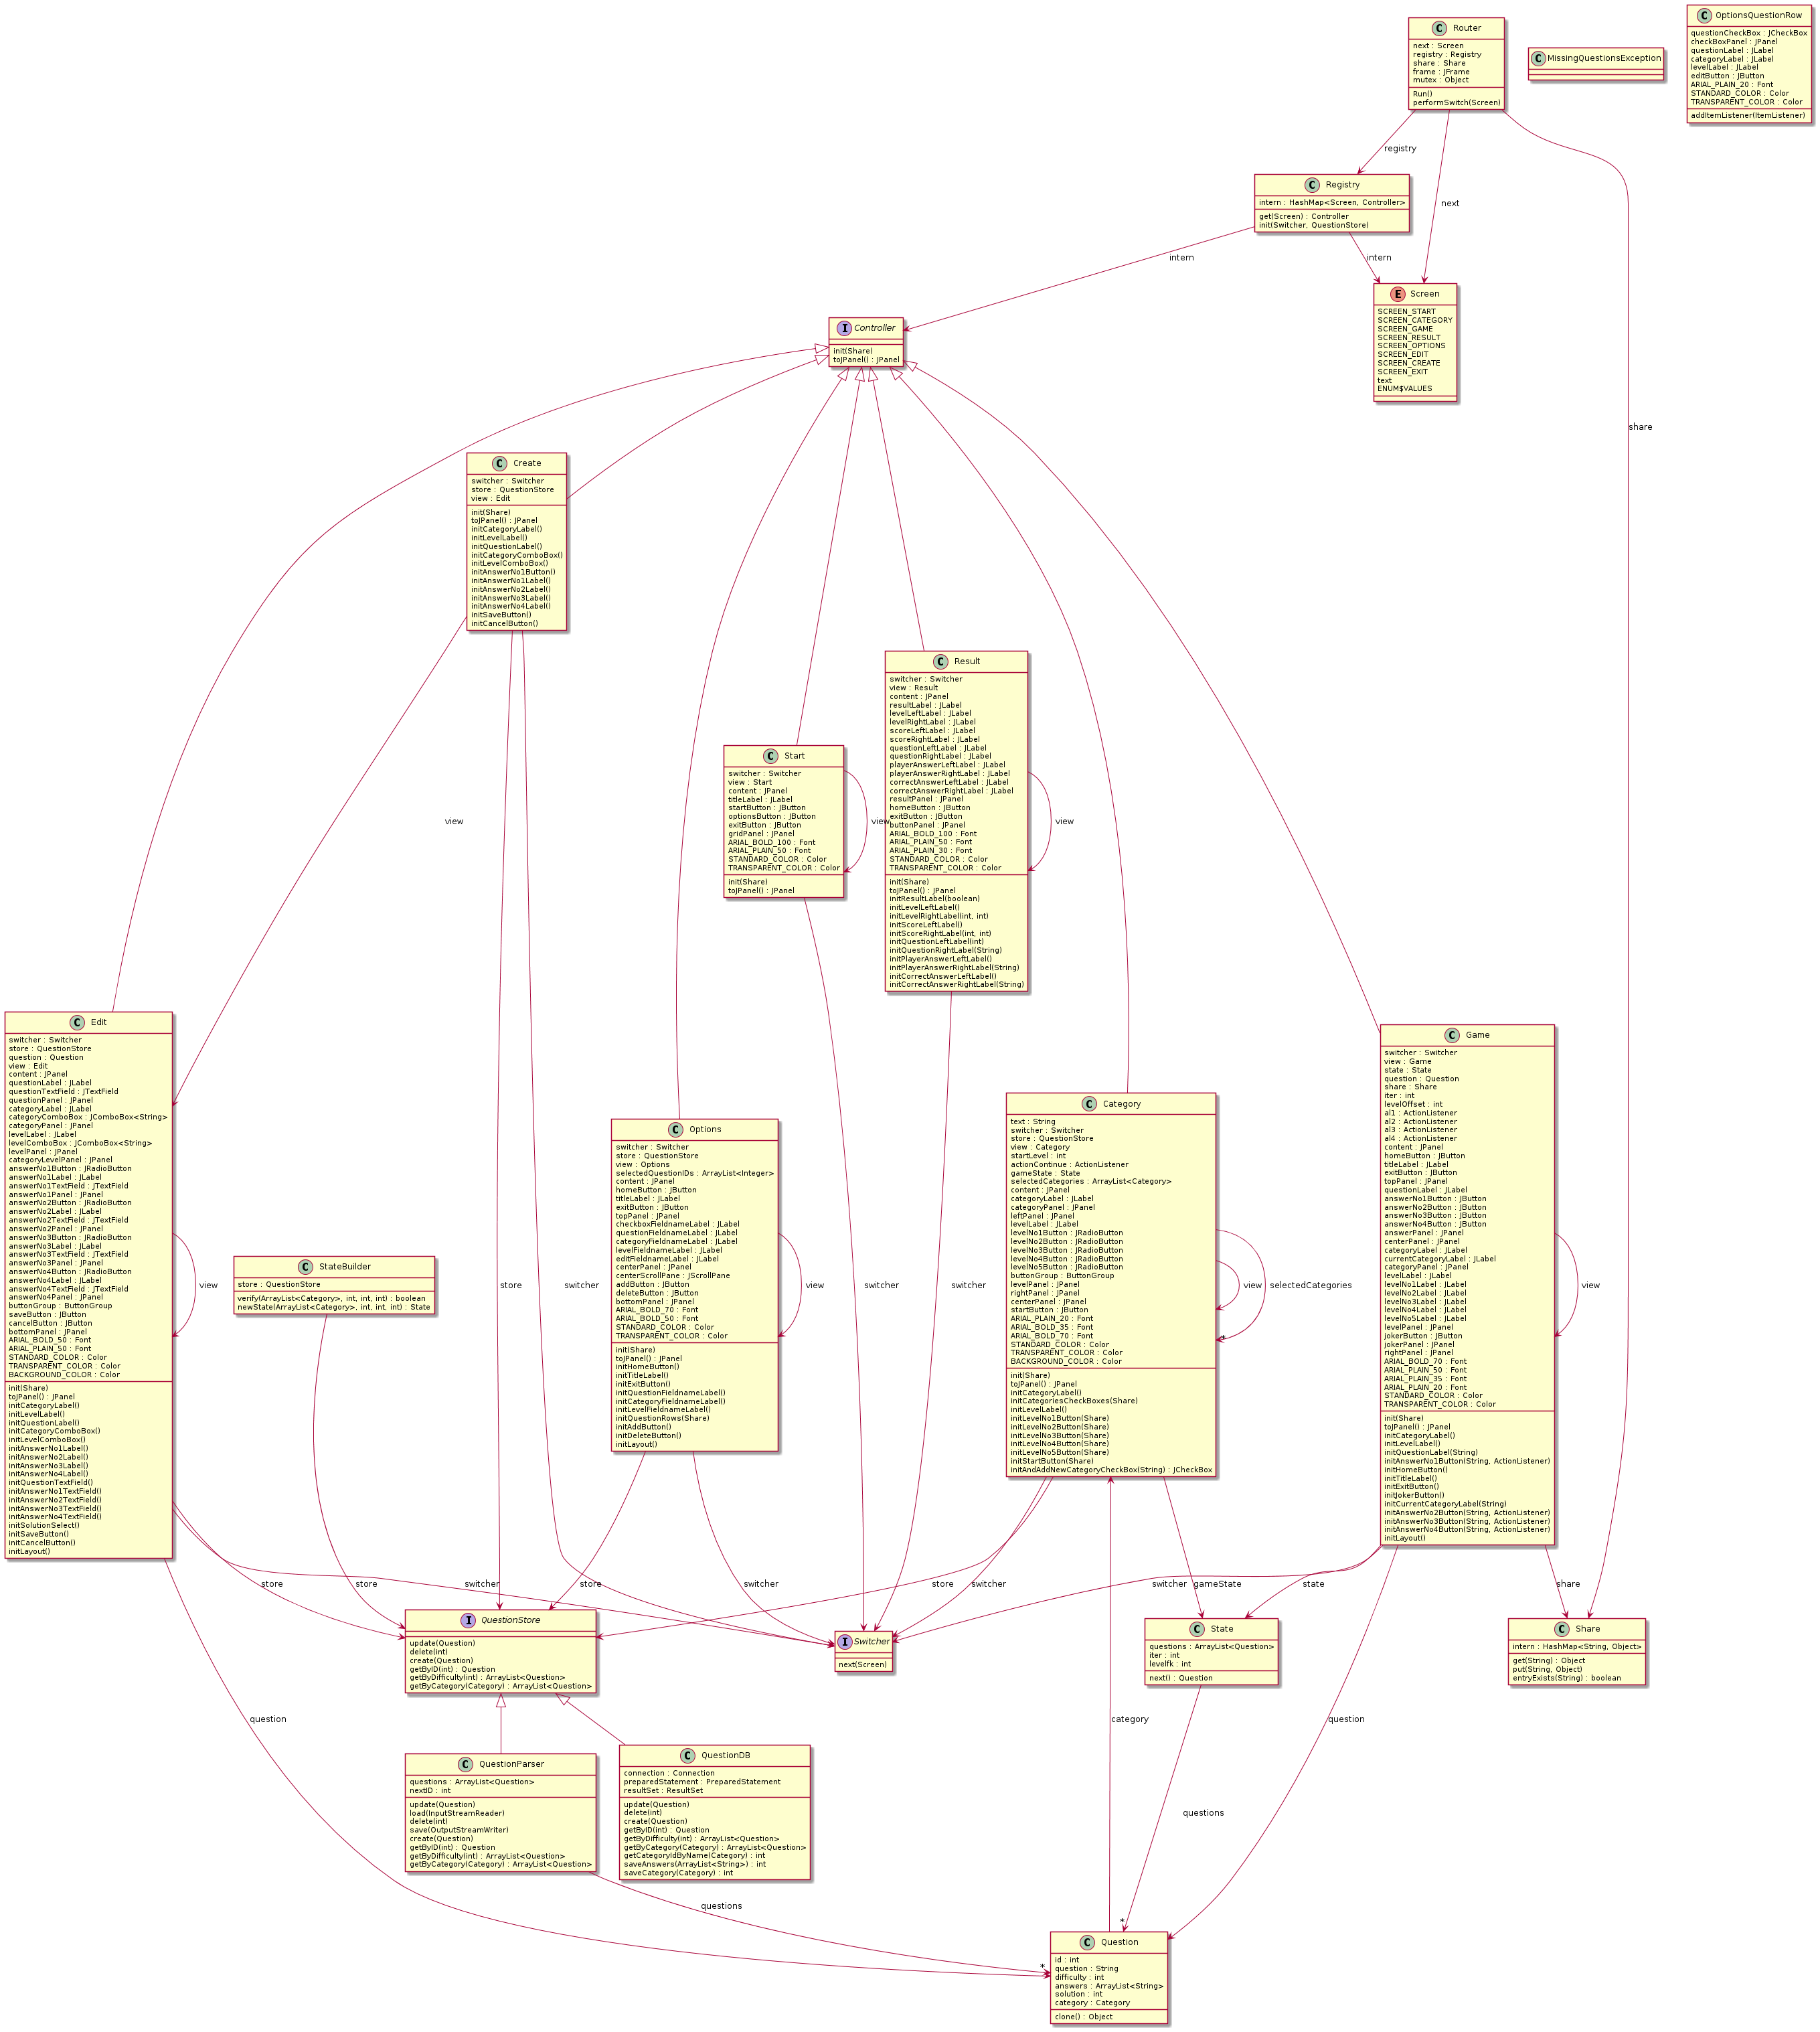 Router
next : Screen
registry : Registry
share : Share
frame : JFrame
mutex : Object
Run()
performSwitch(Screen)
MissingQuestionsException
OptionsQuestionRow
questionCheckBox : JCheckBox
checkBoxPanel : JPanel
questionLabel : JLabel
categoryLabel : JLabel
levelLabel : JLabel
editButton : JButton
ARIAL_PLAIN_20 : Font
STANDARD_COLOR : Color
TRANSPARENT_COLOR : Color
addItemListener(ItemListener)
registry
next
share
Registry
intern : HashMap<Screen, Controller>
get(Screen) : Controller
init(Switcher, QuestionStore)
intern
intern
Screen
SCREEN_START
SCREEN_CATEGORY
SCREEN_GAME
SCREEN_RESULT
SCREEN_OPTIONS
SCREEN_EDIT
SCREEN_CREATE
SCREEN_EXIT
text
ENUM$VALUES
Controller
init(Share)
toJPanel() : JPanel
Create
switcher : Switcher
store : QuestionStore
view : Edit
init(Share)
toJPanel() : JPanel
initCategoryLabel()
initLevelLabel()
initQuestionLabel()
initCategoryComboBox()
initLevelComboBox()
initAnswerNo1Button()
initAnswerNo1Label()
initAnswerNo2Label()
initAnswerNo3Label()
initAnswerNo4Label()
initSaveButton()
initCancelButton()
view
Start
switcher : Switcher
view : Start
content : JPanel
titleLabel : JLabel
startButton : JButton
optionsButton : JButton
exitButton : JButton
gridPanel : JPanel
ARIAL_BOLD_100 : Font
ARIAL_PLAIN_50 : Font
STANDARD_COLOR : Color
TRANSPARENT_COLOR : Color
init(Share)
toJPanel() : JPanel
view
Result
switcher : Switcher
view : Result
content : JPanel
resultLabel : JLabel
levelLeftLabel : JLabel
levelRightLabel : JLabel
scoreLeftLabel : JLabel
scoreRightLabel : JLabel
questionLeftLabel : JLabel
questionRightLabel : JLabel
playerAnswerLeftLabel : JLabel
playerAnswerRightLabel : JLabel
correctAnswerLeftLabel : JLabel
correctAnswerRightLabel : JLabel
resultPanel : JPanel
homeButton : JButton
exitButton : JButton
buttonPanel : JPanel
ARIAL_BOLD_100 : Font
ARIAL_PLAIN_50 : Font
ARIAL_PLAIN_30 : Font
STANDARD_COLOR : Color
TRANSPARENT_COLOR : Color
init(Share)
toJPanel() : JPanel
initResultLabel(boolean)
initLevelLeftLabel()
initLevelRightLabel(int, int)
initScoreLeftLabel()
initScoreRightLabel(int, int)
initQuestionLeftLabel(int)
initQuestionRightLabel(String)
initPlayerAnswerLeftLabel()
initPlayerAnswerRightLabel(String)
initCorrectAnswerLeftLabel()
initCorrectAnswerRightLabel(String)
view
Edit
switcher : Switcher
store : QuestionStore
question : Question
view : Edit
content : JPanel
questionLabel : JLabel
questionTextField : JTextField
questionPanel : JPanel
categoryLabel : JLabel
categoryComboBox : JComboBox<String>
categoryPanel : JPanel
levelLabel : JLabel
levelComboBox : JComboBox<String>
levelPanel : JPanel
categoryLevelPanel : JPanel
answerNo1Button : JRadioButton
answerNo1Label : JLabel
answerNo1TextField : JTextField
answerNo1Panel : JPanel
answerNo2Button : JRadioButton
answerNo2Label : JLabel
answerNo2TextField : JTextField
answerNo2Panel : JPanel
answerNo3Button : JRadioButton
answerNo3Label : JLabel
answerNo3TextField : JTextField
answerNo3Panel : JPanel
answerNo4Button : JRadioButton
answerNo4Label : JLabel
answerNo4TextField : JTextField
answerNo4Panel : JPanel
buttonGroup : ButtonGroup
saveButton : JButton
cancelButton : JButton
bottomPanel : JPanel
ARIAL_BOLD_50 : Font
ARIAL_PLAIN_50 : Font
STANDARD_COLOR : Color
TRANSPARENT_COLOR : Color
BACKGROUND_COLOR : Color
init(Share)
toJPanel() : JPanel
initCategoryLabel()
initLevelLabel()
initQuestionLabel()
initCategoryComboBox()
initLevelComboBox()
initAnswerNo1Label()
initAnswerNo2Label()
initAnswerNo3Label()
initAnswerNo4Label()
initQuestionTextField()
initAnswerNo1TextField()
initAnswerNo2TextField()
initAnswerNo3TextField()
initAnswerNo4TextField()
initSolutionSelect()
initSaveButton()
initCancelButton()
initLayout()
view
StateBuilder
store : QuestionStore
verify(ArrayList<Category>, int, int, int) : boolean
newState(ArrayList<Category>, int, int, int) : State
Options
switcher : Switcher
store : QuestionStore
view : Options
selectedQuestionIDs : ArrayList<Integer>
content : JPanel
homeButton : JButton
titleLabel : JLabel
exitButton : JButton
topPanel : JPanel
checkboxFieldnameLabel : JLabel
questionFieldnameLabel : JLabel
categoryFieldnameLabel : JLabel
levelFieldnameLabel : JLabel
editFieldnameLabel : JLabel
centerPanel : JPanel
centerScrollPane : JScrollPane
addButton : JButton
deleteButton : JButton
bottomPanel : JPanel
ARIAL_BOLD_70 : Font
ARIAL_BOLD_50 : Font
STANDARD_COLOR : Color
TRANSPARENT_COLOR : Color
init(Share)
toJPanel() : JPanel
initHomeButton()
initTitleLabel()
initExitButton()
initQuestionFieldnameLabel()
initCategoryFieldnameLabel()
initLevelFieldnameLabel()
initQuestionRows(Share)
initAddButton()
initDeleteButton()
initLayout()
view
store
switcher
switcher
switcher
Category
text : String
switcher : Switcher
store : QuestionStore
view : Category
startLevel : int
actionContinue : ActionListener
gameState : State
selectedCategories : ArrayList<Category>
content : JPanel
categoryLabel : JLabel
categoryPanel : JPanel
leftPanel : JPanel
levelLabel : JLabel
levelNo1Button : JRadioButton
levelNo2Button : JRadioButton
levelNo3Button : JRadioButton
levelNo4Button : JRadioButton
levelNo5Button : JRadioButton
buttonGroup : ButtonGroup
levelPanel : JPanel
rightPanel : JPanel
centerPanel : JPanel
startButton : JButton
ARIAL_PLAIN_20 : Font
ARIAL_BOLD_35 : Font
ARIAL_BOLD_70 : Font
STANDARD_COLOR : Color
TRANSPARENT_COLOR : Color
BACKGROUND_COLOR : Color
init(Share)
toJPanel() : JPanel
initCategoryLabel()
initCategoriesCheckBoxes(Share)
initLevelLabel()
initLevelNo1Button(Share)
initLevelNo2Button(Share)
initLevelNo3Button(Share)
initLevelNo4Button(Share)
initLevelNo5Button(Share)
initStartButton(Share)
initAndAddNewCategoryCheckBox(String) : JCheckBox
view
selectedCategories
*
Game
switcher : Switcher
view : Game
state : State
question : Question
share : Share
iter : int
levelOffset : int
al1 : ActionListener
al2 : ActionListener
al3 : ActionListener
al4 : ActionListener
content : JPanel
homeButton : JButton
titleLabel : JLabel
exitButton : JButton
topPanel : JPanel
questionLabel : JLabel
answerNo1Button : JButton
answerNo2Button : JButton
answerNo3Button : JButton
answerNo4Button : JButton
answerPanel : JPanel
centerPanel : JPanel
categoryLabel : JLabel
currentCategoryLabel : JLabel
categoryPanel : JPanel
levelLabel : JLabel
levelNo1Label : JLabel
levelNo2Label : JLabel
levelNo3Label : JLabel
levelNo4Label : JLabel
levelNo5Label : JLabel
levelPanel : JPanel
jokerButton : JButton
jokerPanel : JPanel
rightPanel : JPanel
ARIAL_BOLD_70 : Font
ARIAL_PLAIN_50 : Font
ARIAL_PLAIN_35 : Font
ARIAL_PLAIN_20 : Font
STANDARD_COLOR : Color
TRANSPARENT_COLOR : Color
init(Share)
toJPanel() : JPanel
initCategoryLabel()
initLevelLabel()
initQuestionLabel(String)
initAnswerNo1Button(String, ActionListener)
initHomeButton()
initTitleLabel()
initExitButton()
initJokerButton()
initCurrentCategoryLabel(String)
initAnswerNo2Button(String, ActionListener)
initAnswerNo3Button(String, ActionListener)
initAnswerNo4Button(String, ActionListener)
initLayout()
view
store
store
switcher
store
switcher
store
switcher
gameState
switcher
state
share
QuestionStore
update(Question)
delete(int)
create(Question)
getByID(int) : Question
getByDifficulty(int) : ArrayList<Question>
getByCategory(Category) : ArrayList<Question>
Switcher
next(Screen)
State
questions : ArrayList<Question>
iter : int
levelfk : int
next() : Question
Share
intern : HashMap<String, Object>
get(String) : Object
put(String, Object)
entryExists(String) : boolean
question
category
question
QuestionParser
questions : ArrayList<Question>
nextID : int
update(Question)
load(InputStreamReader)
delete(int)
save(OutputStreamWriter)
create(Question)
getByID(int) : Question
getByDifficulty(int) : ArrayList<Question>
getByCategory(Category) : ArrayList<Question>
QuestionDB
connection : Connection
preparedStatement : PreparedStatement
resultSet : ResultSet
update(Question)
delete(int)
create(Question)
getByID(int) : Question
getByDifficulty(int) : ArrayList<Question>
getByCategory(Category) : ArrayList<Question>
getCategoryIdByName(Category) : int
saveAnswers(ArrayList<String>) : int
saveCategory(Category) : int
questions
questions
*
*
Question
id : int
question : String
difficulty : int
answers : ArrayList<String>
solution : int
category : Category
clone() : Object